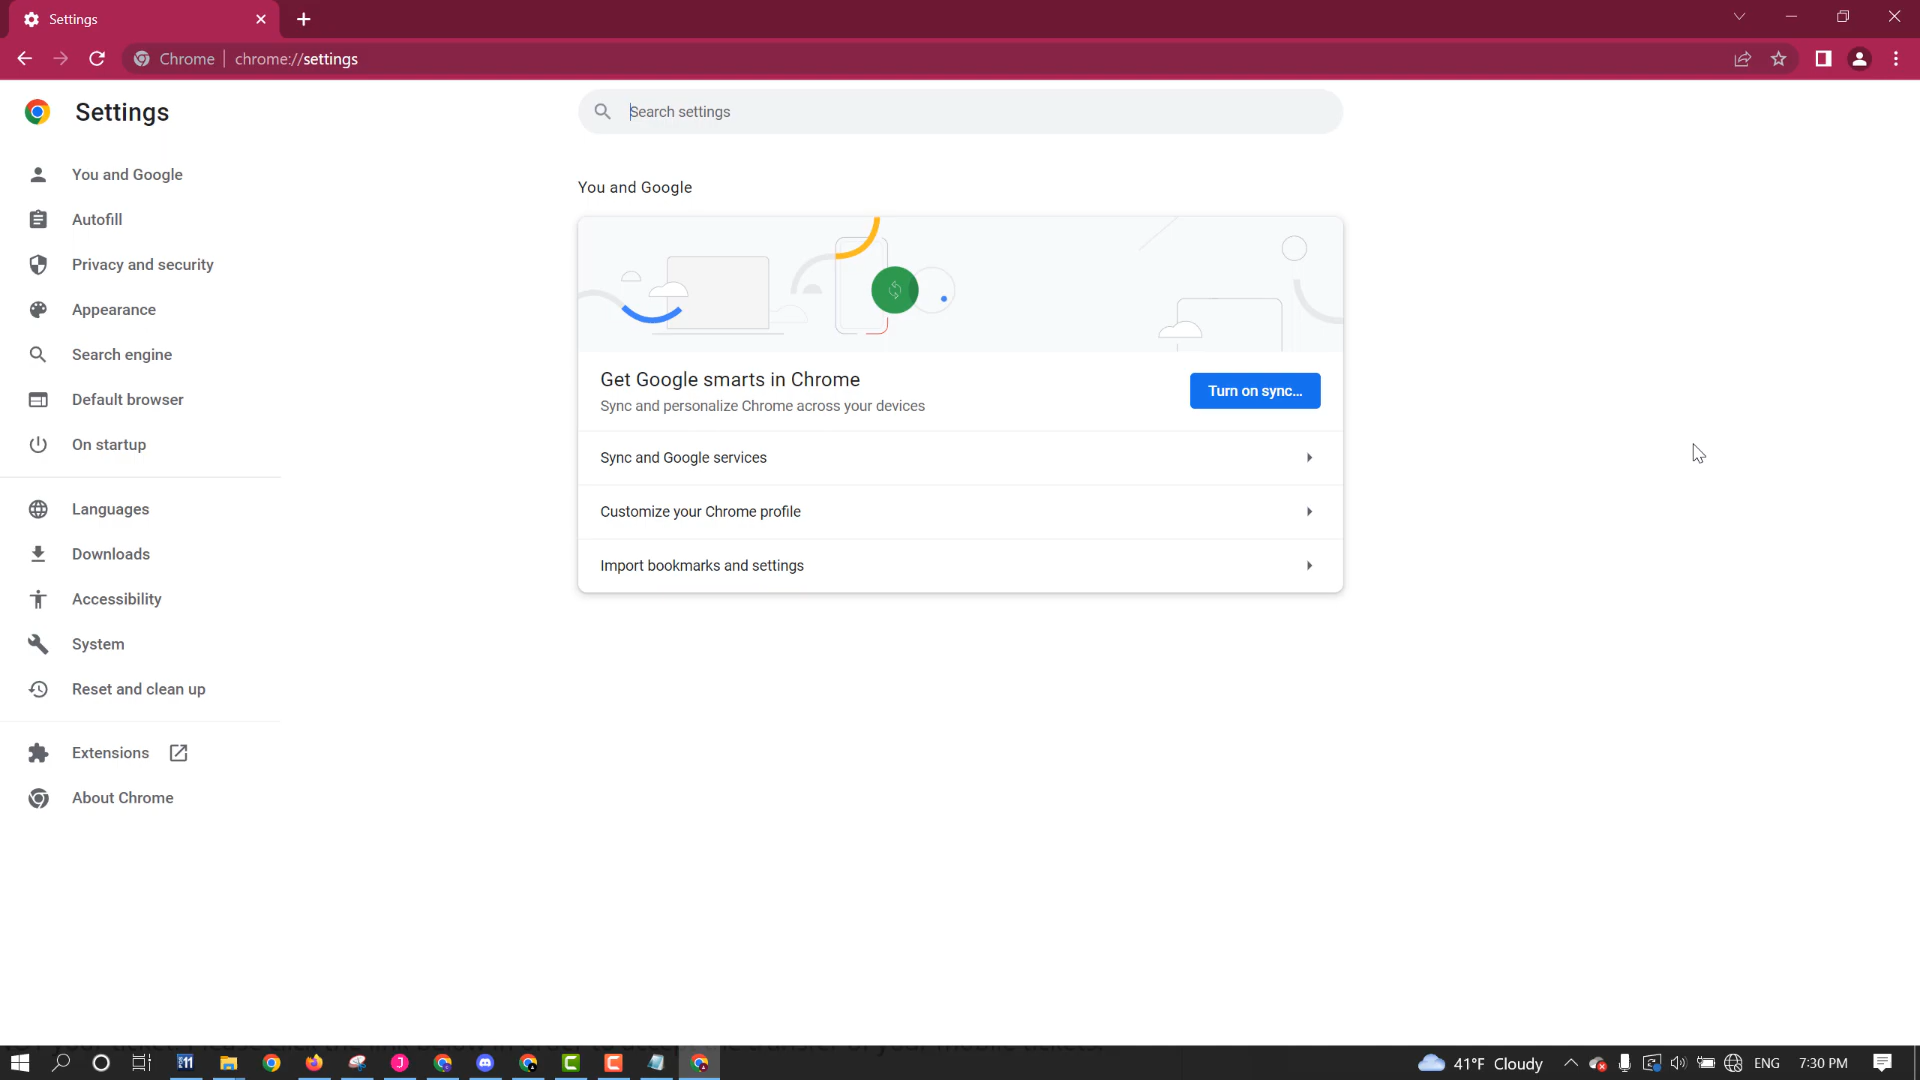 Settings
Chrome
chrome://settings
Settings
Search settings
You and Google
Autofill
Privacy and security
Appearance
Search engine
Default browser
On startup
Languages
Downloads
Accessibility
System
Reset and clean up
Extensions
About Chrome
You and Google
Get Google smarts in Chrome
Sync and personalize Chrome across your devices
Turn on sync...
Sync and Google services
Customize your Chrome profile
Import bookmarks and settings
11
J
41°F Cloudy
ENG
7:30 PM